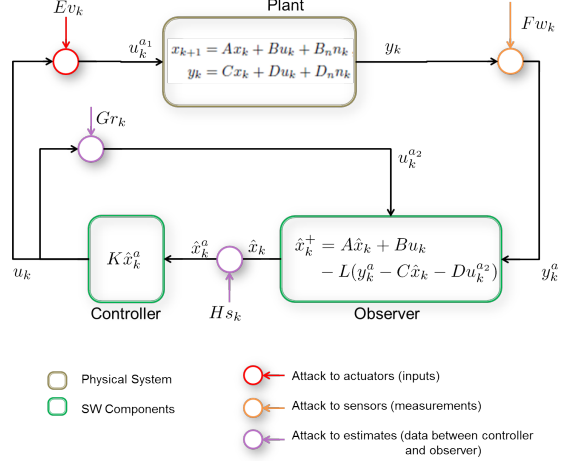 Plant
Ev_k
Fw_k
u_k^{a_1}
x_{k+1} = Ax_k + Bu_k + B_n n_k
y_k = Cx_k + Du_k + D_n n_k
y_k
Gr_k
u_k^{a_2}
K\hat{x}_k^a
\hat{x}_k^a
\hat{x}_k
\hat{x}_k^+ = A\hat{x}_k + Bu_k
- L(y_k^a - C\hat{x}_k - Du_k^{a_2})
u_k
y_k^a
Controller
Hs_k
Observer
Physical System
SW Components
Attack to actuators (inputs)
Attack to sensors (measurements)
Attack to estimates (data between controller
and observer)